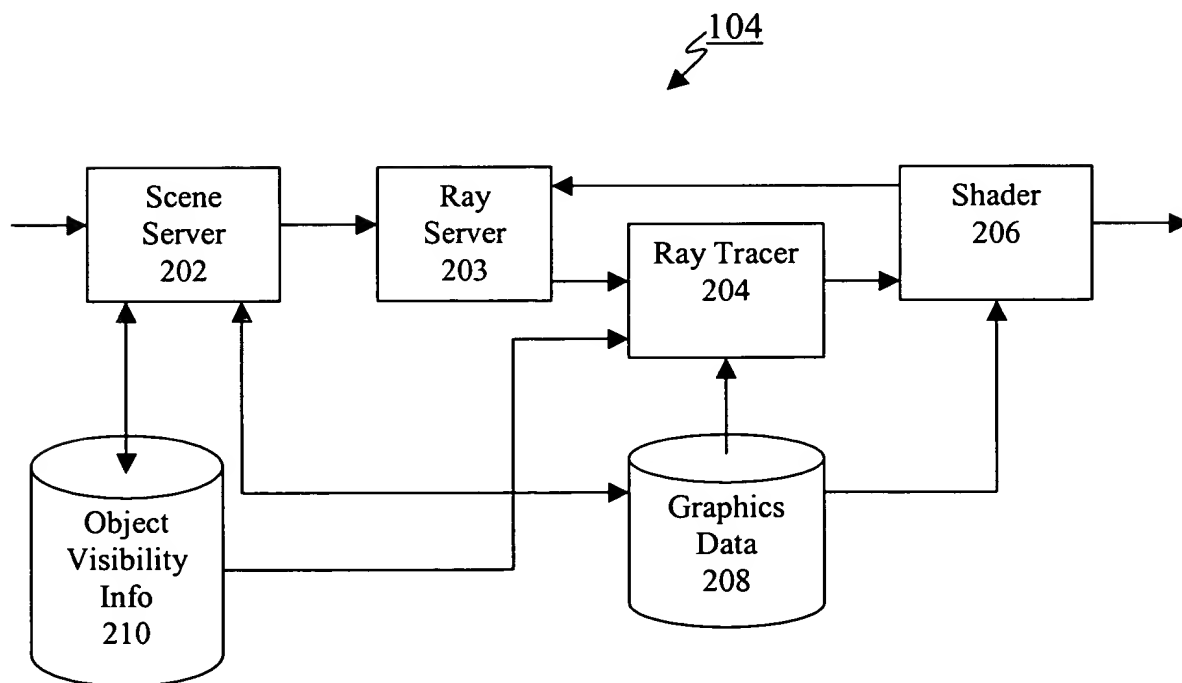 104
Scene
Server
202
Ray
Server
203
Ray Tracer
204
Shader
206
Object
Visibility
Info
210
Graphics
Data
208